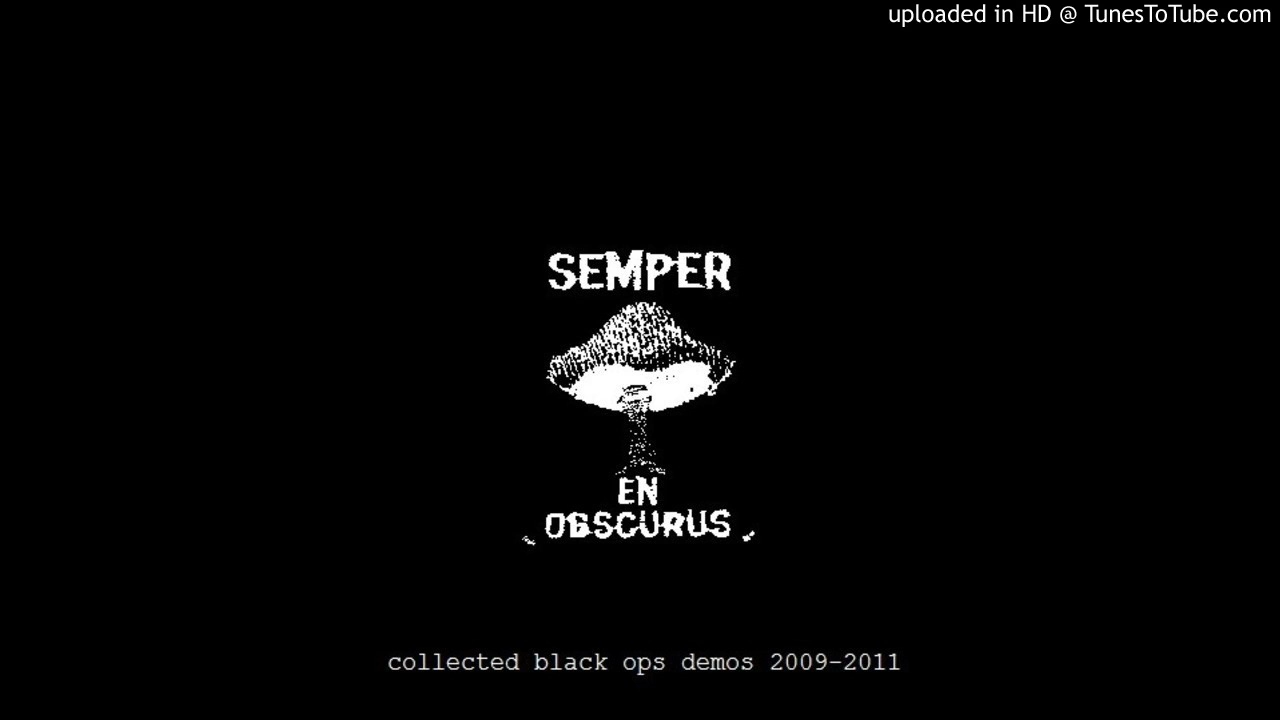 uploaded in HD @ TunesToTube.com
SEMPER
EN
OBSCURUS
collected black ops demos 2009-2011